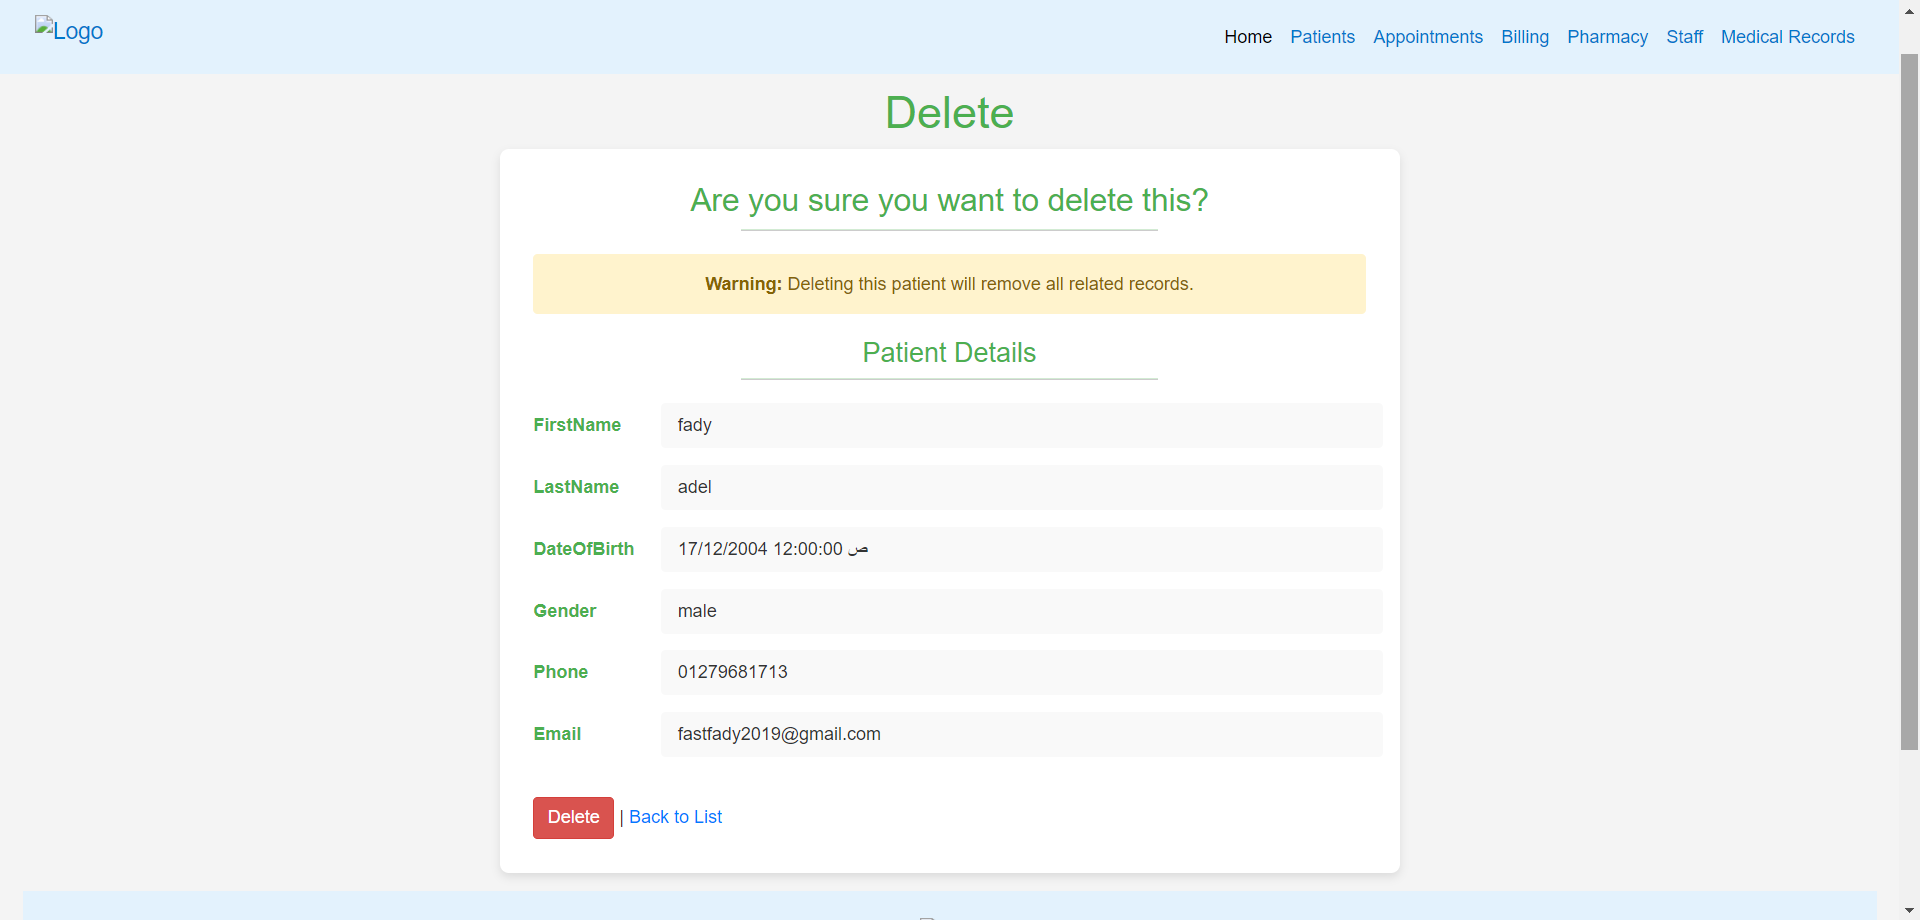 Logo
Home Patients Appointments Billing Pharmacy Staff Medical Records
Delete
Are you sure you want to delete this?
Warning: Deleting this patient will remove all related records.
Patient Details
FirstName fady
LastName adel
DateOfBirth 17/12/2004 12:00:00 ص
Gender male
Phone 01279681713
Email fastfady2019@gmail.com
Delete | Back to List